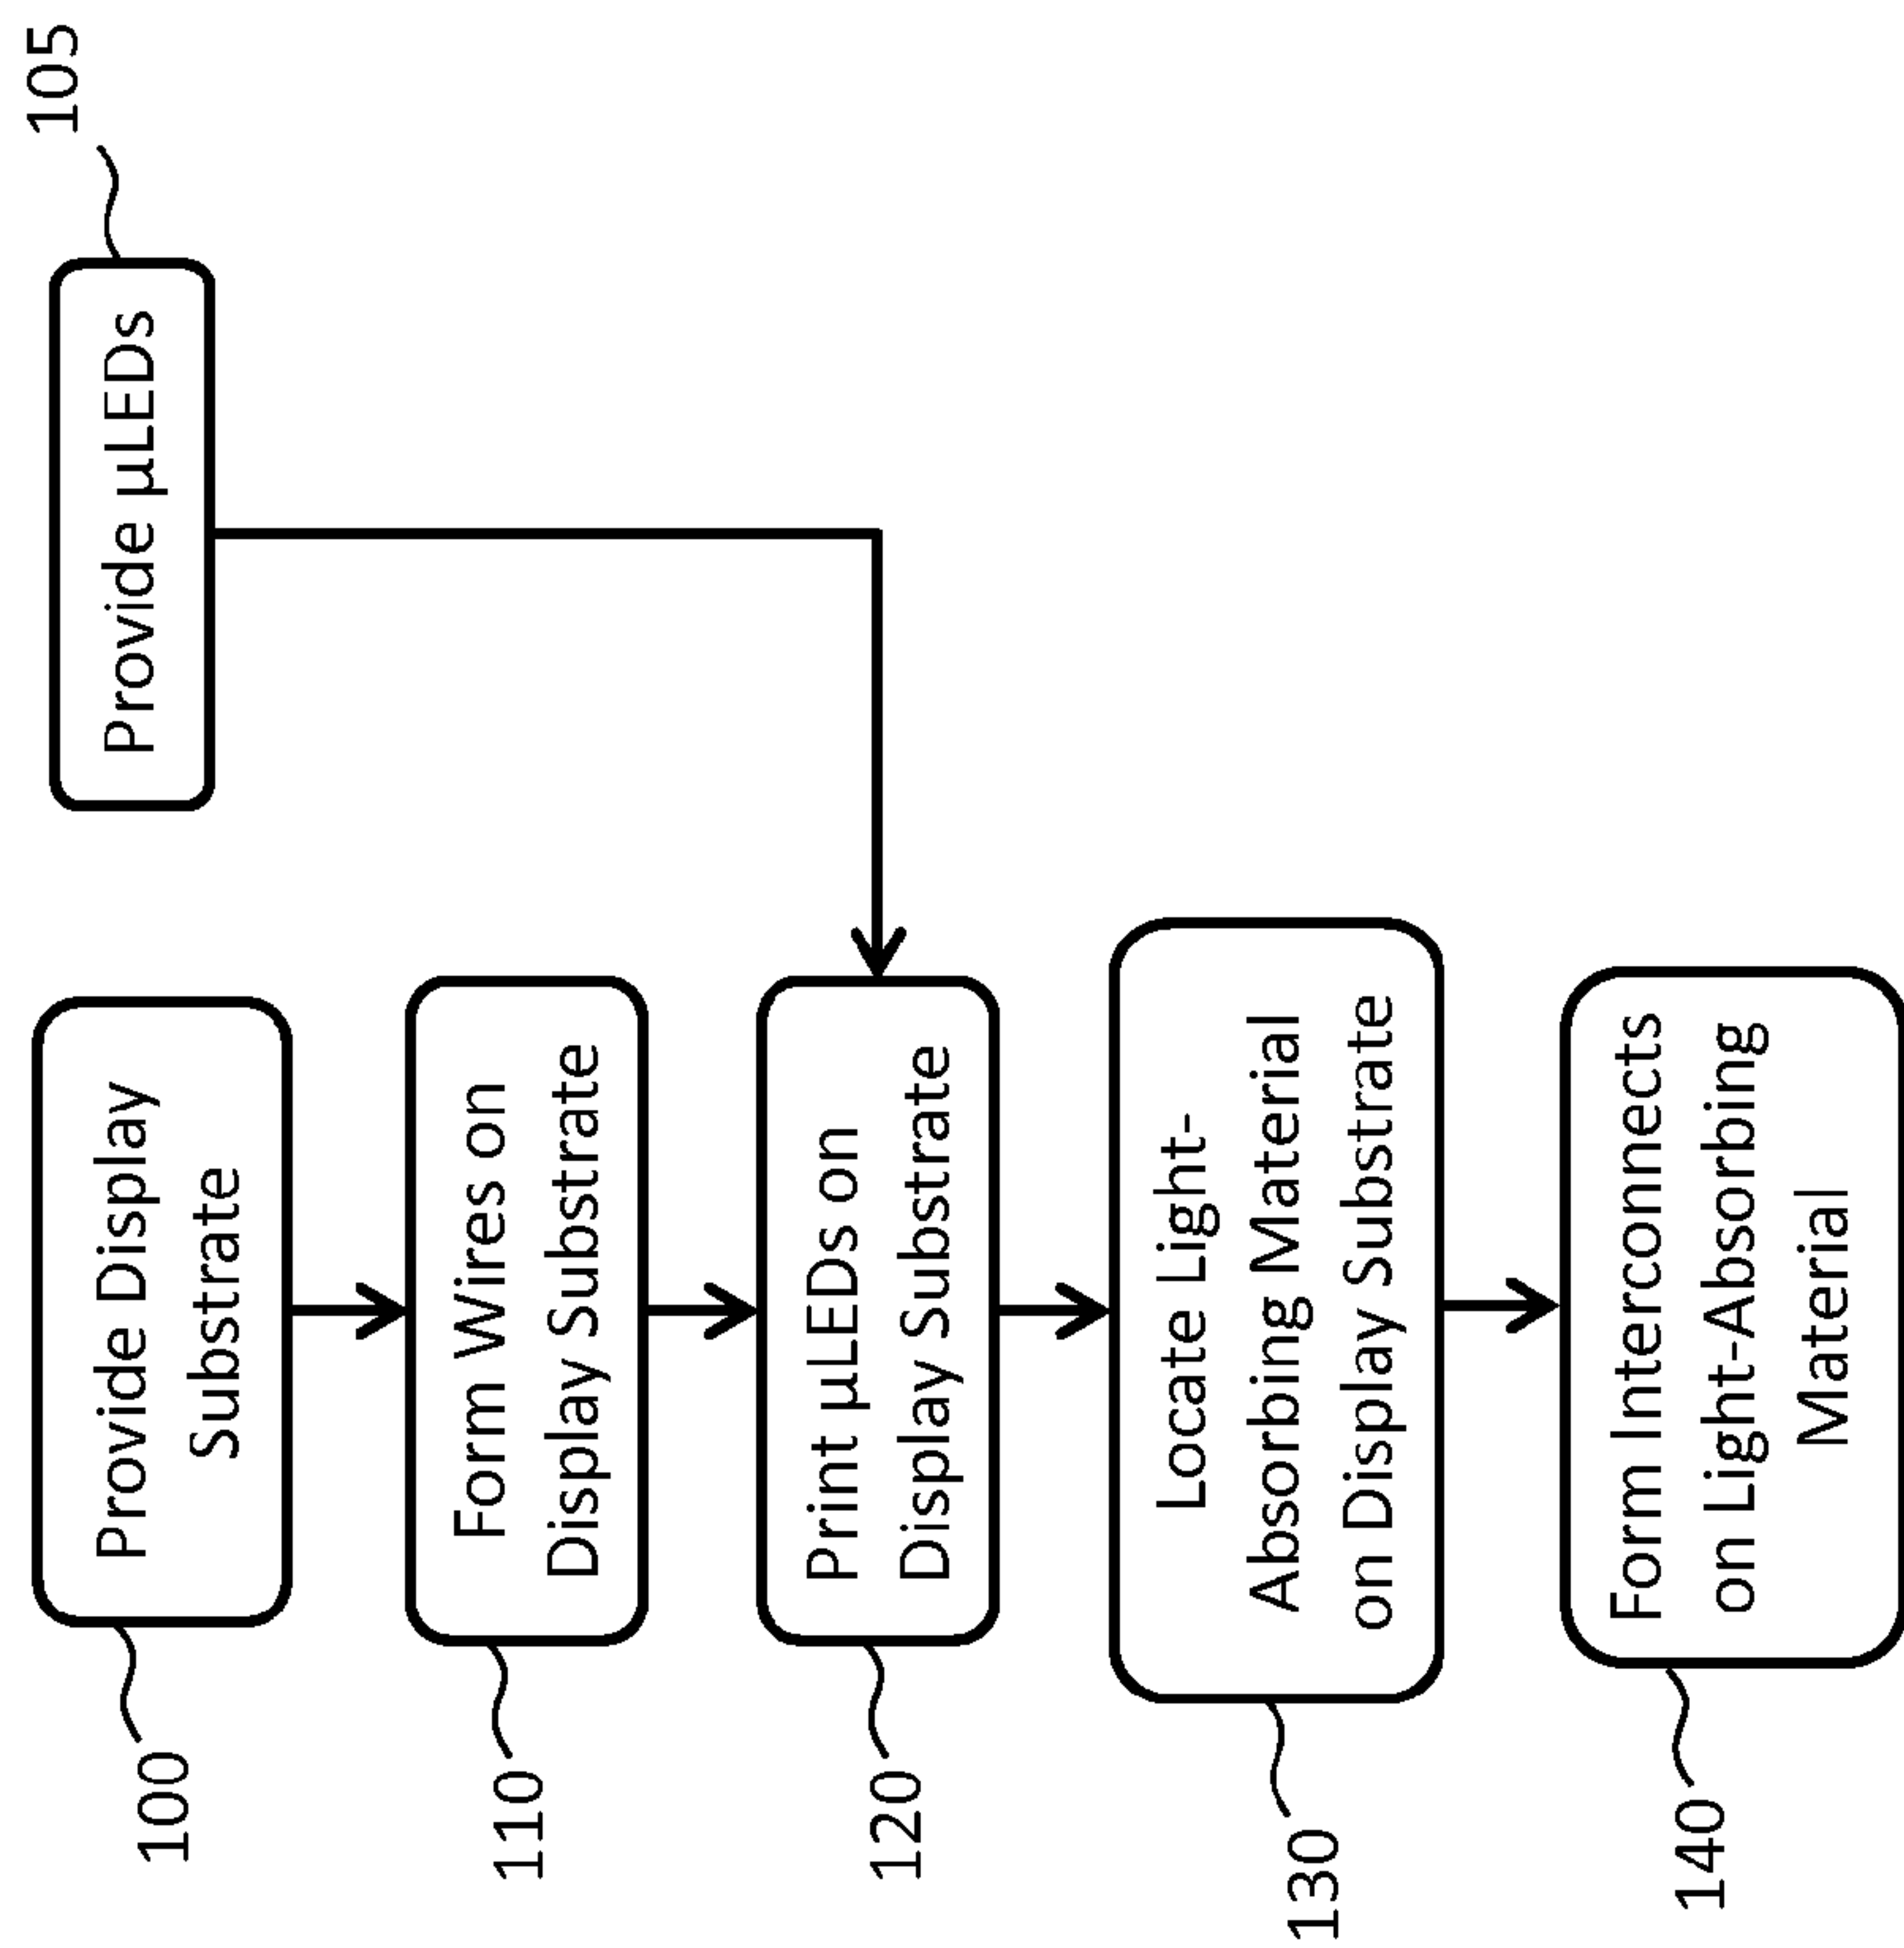 100
Provide Display
Substrate
Provide µLEDs
105
110
Form Wires on
Display Substrate
120
Print µLEDs on
Display Substrate
130
Locate Light-
Absorbing Material
on Display Substrate
140
Form Interconnects
on Light-Absorbing
Material